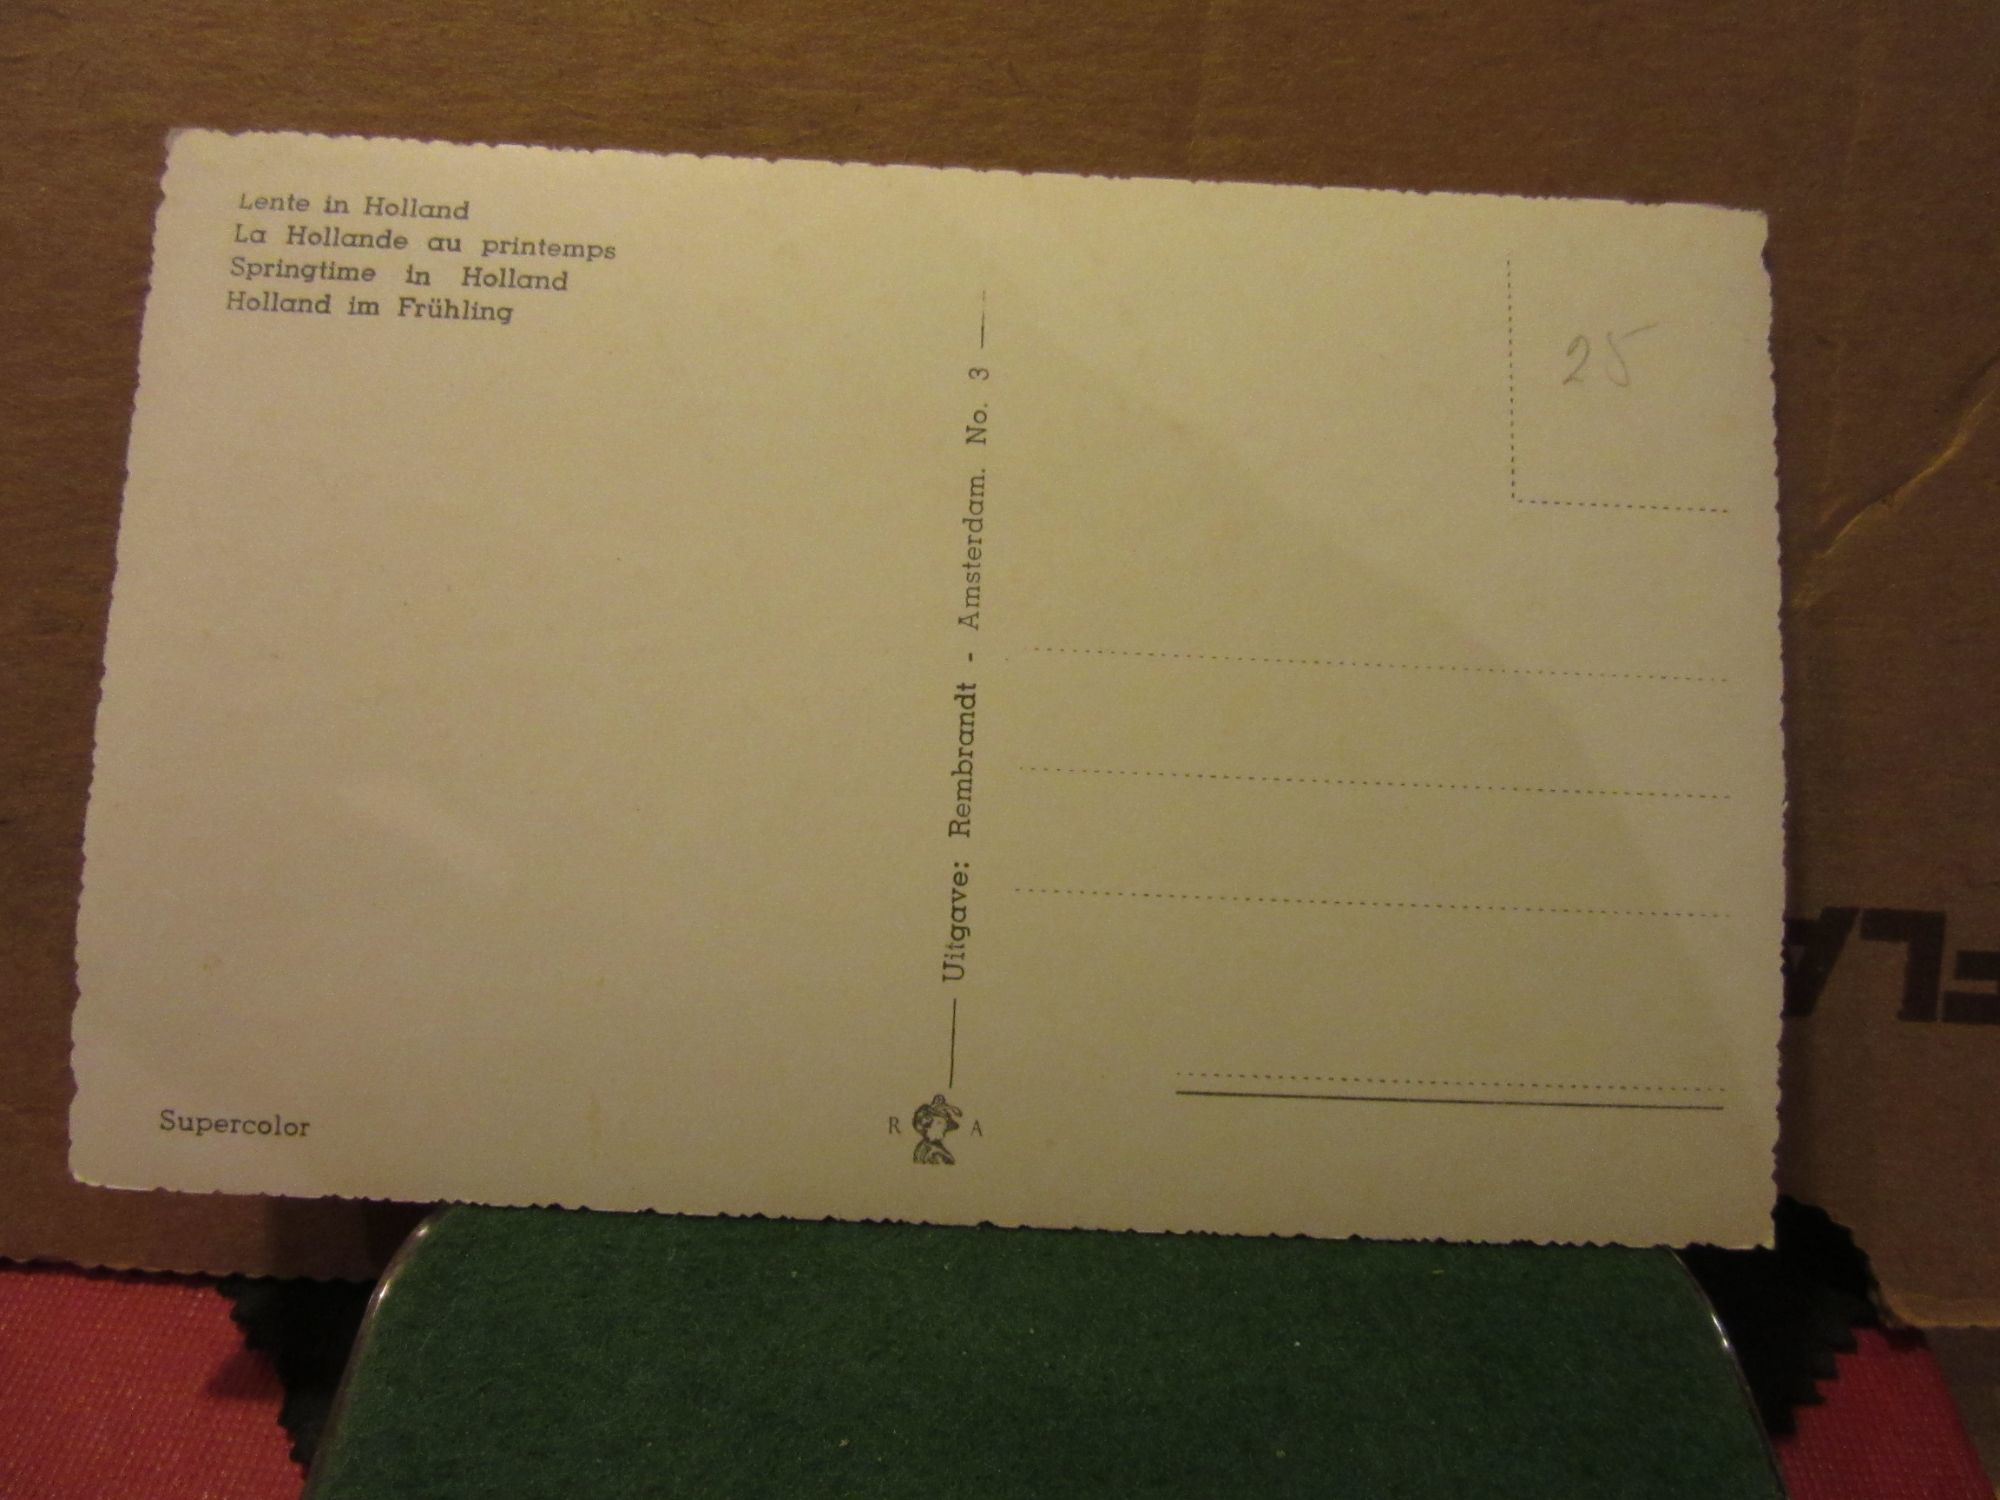 Lente in Holland
La Hollande au printemps
Springtime in Holland
Holland im Frühling
Uitgave: Rembrandt - Amsterdam. No. 3
25
Supercolor
R A